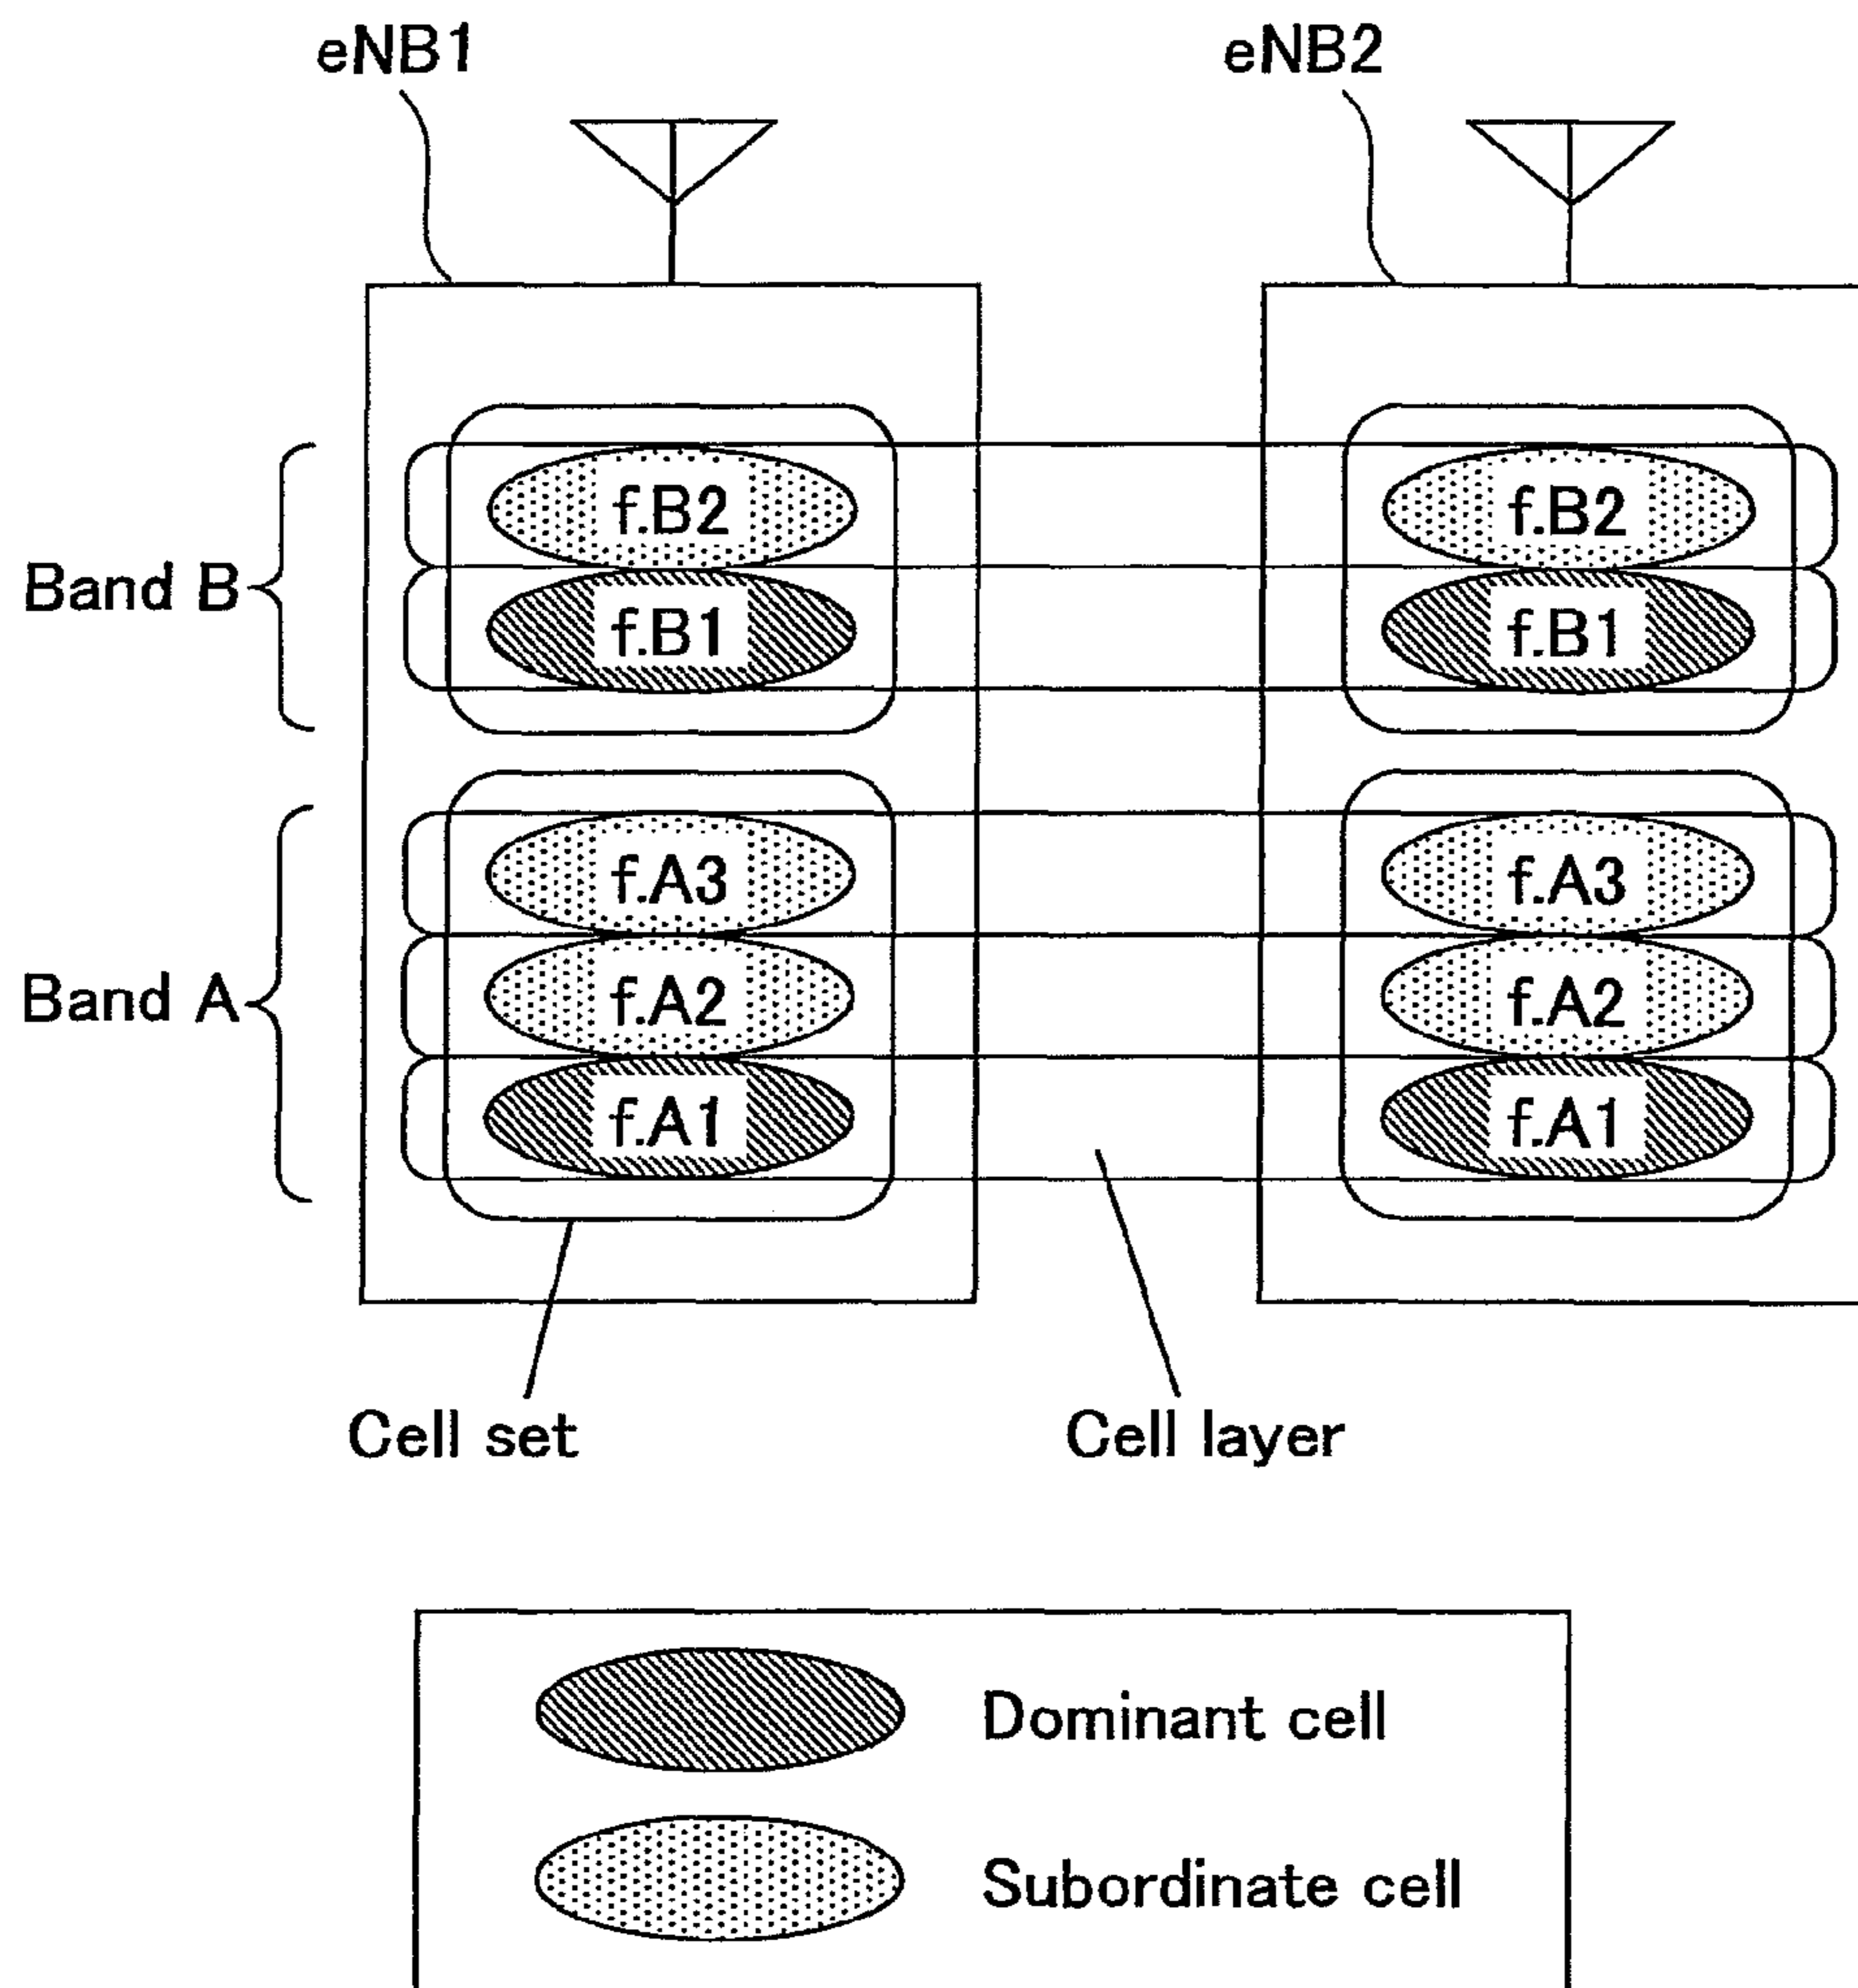 eNB1
eNB2
Band B
f.B2
f.B1
f.B2
f.B1
Band A
f.A3
f.A2
f.A1
f.A3
f.A2
f.A1
Cell set
Cell layer
Dominant cell
Subordinate cell